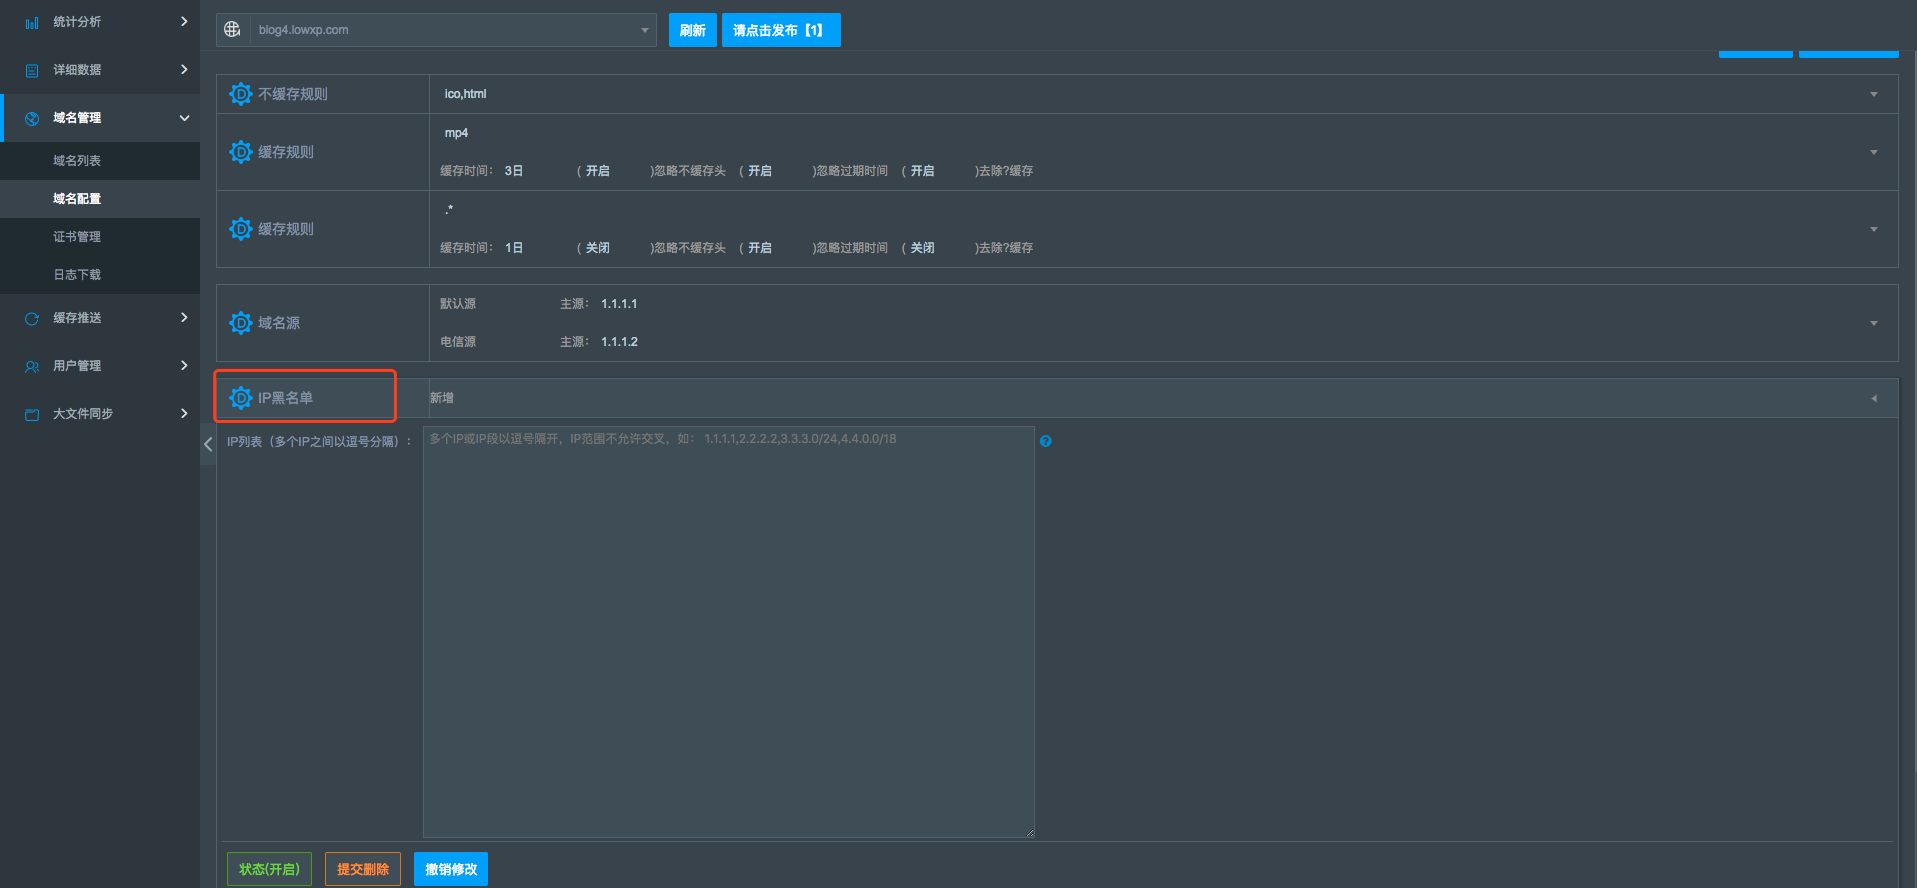 统计分析
详细数据
域名管理
域名列表
域名配置
证书管理
日志下载
缓存推送
用户管理
大文件同步
blog4.lowxp.com
刷新
请点击发布【1】
不缓存规则
ico,html
缓存规则
mp4
缓存时间： 3日 ( 开启 )忽略不缓存头 ( 开启 )忽略过期时间 ( 开启 )去除?缓存
缓存规则
.*
缓存时间： 1日 ( 关闭 )忽略不缓存头 ( 开启 )忽略过期时间 ( 关闭 )去除?缓存
域名源
默认源 主源： 1.1.1.1
电信源 主源： 1.1.1.2
IP黑名单
新增
IP列表（多个IP之间以逗号分隔）：
多个IP或IP段以逗号隔开，IP范围不允许交叉，如： 1.1.1.1,2.2.2.2,3.3.3.0/24,4.4.0.0/18
状态(开启)
提交删除
撤销修改